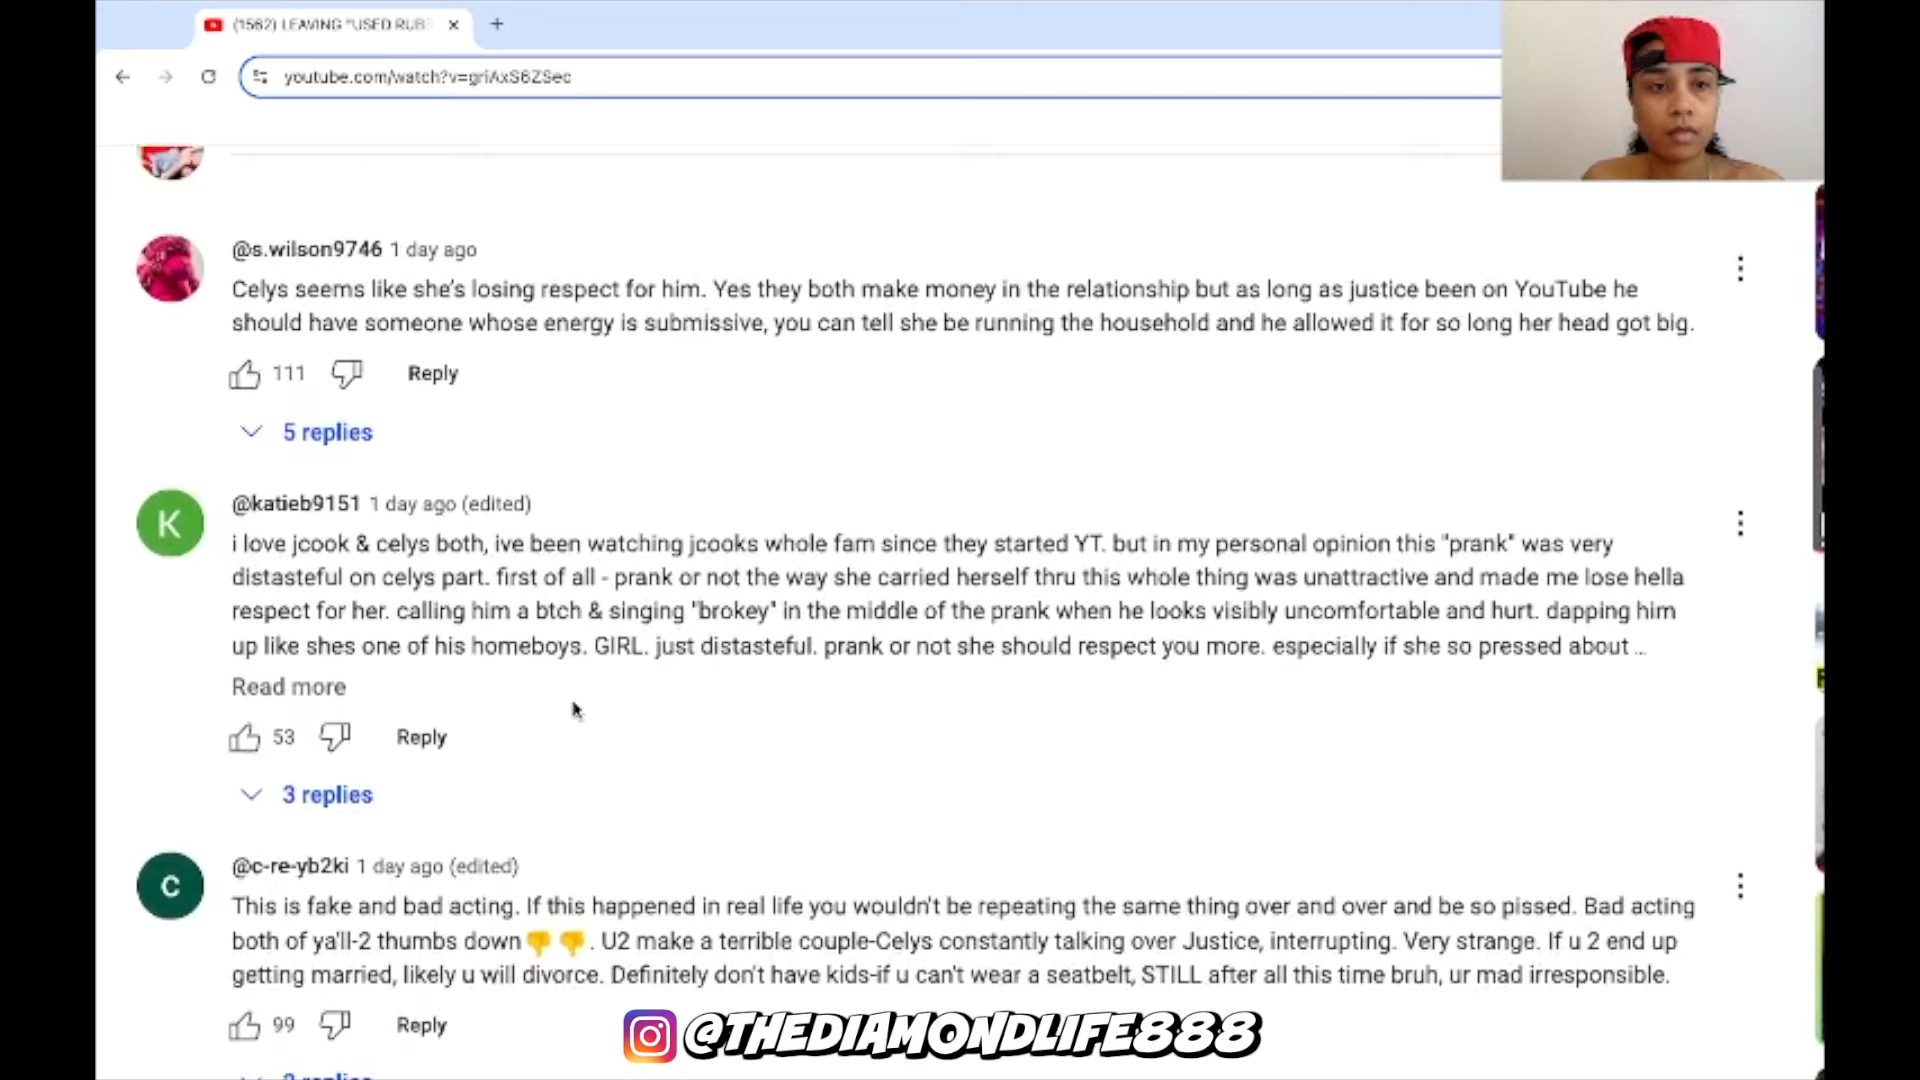 (1562) LEAVING "USED RUB
youtube.com/watch?v=griAxS6ZSec
@s.wilson9746 1 day ago
Celys seems like she's losing respect for him. Yes they both make money in the relationship but as long as justice been on YouTube he
should have someone whose energy is submissive, you can tell she be running the household and he allowed it for so long her head got big.
111 Reply
5 replies
K
@katieb9151 1 day ago (edited)
i love jcook & celys both, ive been watching jcooks whole fam since they started YT. but in my personal opinion this "prank" was very
distasteful on celys part. first of all - prank or not the way she carried herself thru this whole thing was unattractive and made me lose hella
respect for her. calling him a btch & singing "brokey" in the middle of the prank when he looks visibly uncomfortable and hurt. dapping him
up like shes one of his homeboys. GIRL. just distasteful. prank or not she should respect you more. especially if she so pressed about ...
Read more
53 Reply
3 replies
C
@c-re-yb2ki 1 day ago (edited)
This is fake and bad acting. If this happened in real life you wouldn't be repeating the same thing over and over and be so pissed. Bad acting
both of ya'll-2 thumbs down👎👎. U2 make a terrible couple-Celys constantly talking over Justice, interrupting. Very strange. If u 2 end up
getting married, likely u will divorce. Definitely don't have kids-if u can't wear a seatbelt, STILL after all this time bruh, ur mad irresponsible.
99 Reply
@THEDIAMONDLIFE888